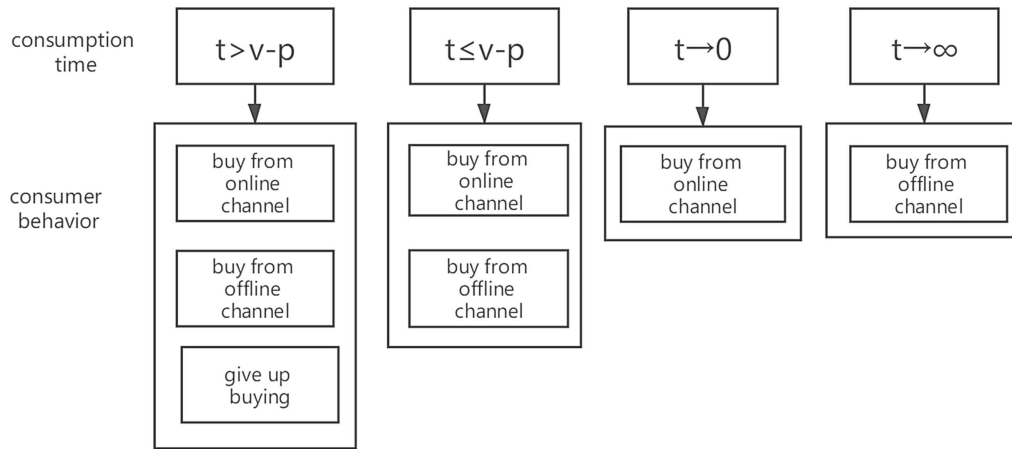 consumption
time
t>v-p
t≤v-p
t→0
t→∞
consumer
behavior
buy from
online
channel
buy from
offline
channel
give up
buying
buy from
online
channel
buy from
offline
channel
buy from
online
channel
buy from
offline
channel